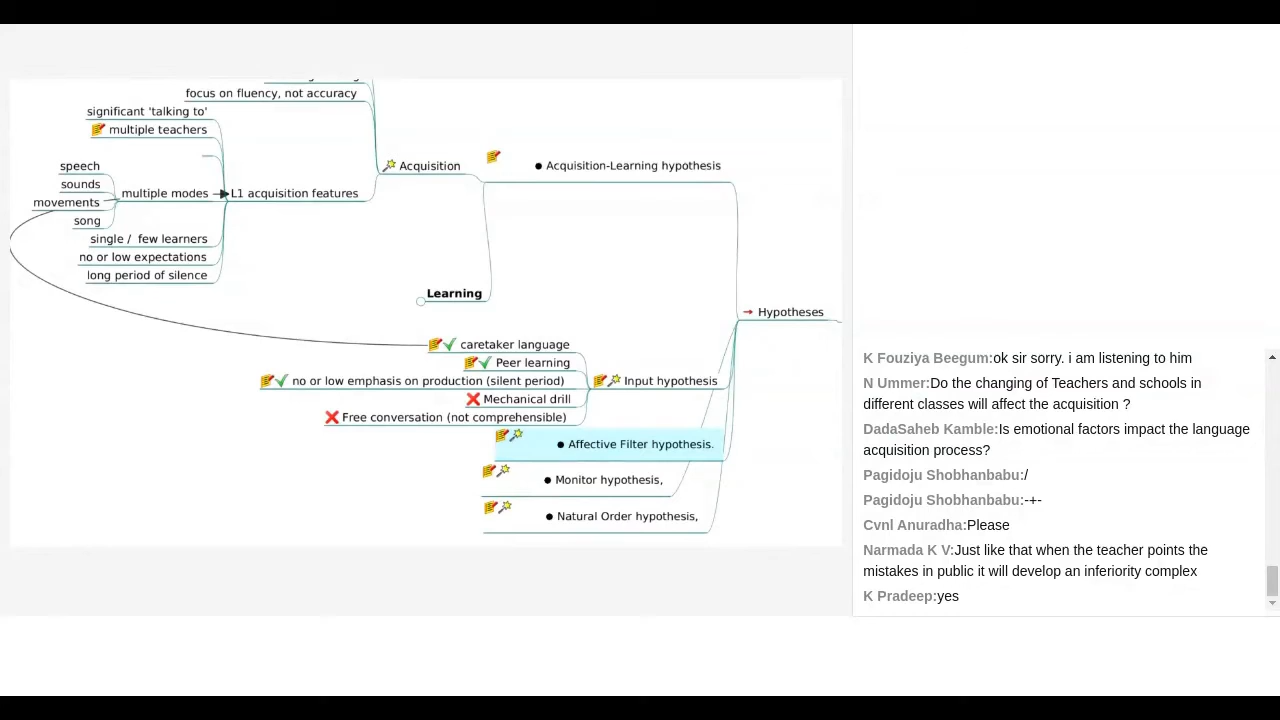 focus on fluency, not accuracy
significant 'talking to'
multiple teachers
speech
sounds
movements
song
multiple modes
L1 acquisition features
single / few learners
no or low expectations
long period of silence
Acquisition
● Acquisition-Learning hypothesis
Learning
Hypotheses
caretaker language
Peer learning
no or low emphasis on production (silent period)
Mechanical drill
Free conversation (not comprehensible)
Input hypothesis
● Affective Filter hypothesis.
● Monitor hypothesis,
● Natural Order hypothesis,
K Fouziya Beegum:ok sir sorry. i am listening to him
N Ummer:Do the changing of Teachers and schools in
different classes will affect the acquisition ?
DadaSaheb Kamble:Is emotional factors impact the language
acquisition process?
Pagidoju Shobhanbabu:/
Pagidoju Shobhanbabu:-+-
Cvnl Anuradha:Please
Narmada K V:Just like that when the teacher points the
mistakes in public it will develop an inferiority complex
K Pradeep:yes